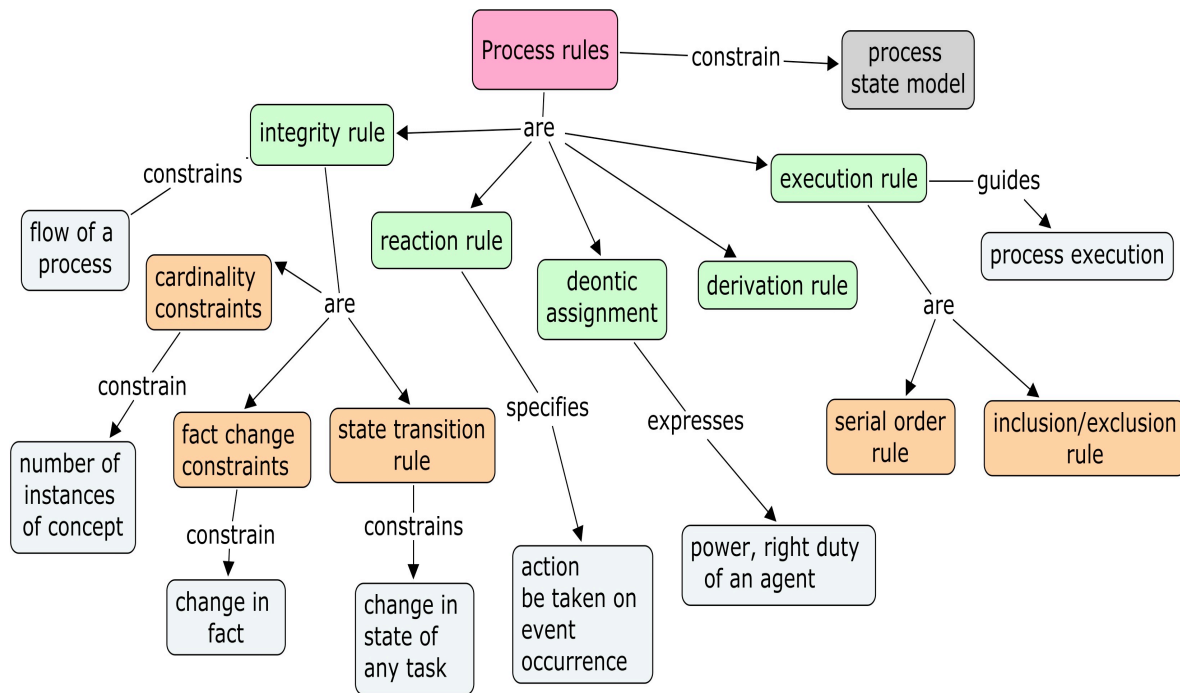 Process rules
constrain
process
state model
are
integrity rule
constrains
flow of a
process
reaction rule
deontic
assignment
derivation rule
execution rule
guides
process execution
cardinality
constraints
are
are
constrain
number of
instances
of concept
fact change
constraints
constrain
change in
fact
state transition
rule
constrains
change in
state of
any task
specifies
action
be taken on
event
occurrence
expresses
power, right duty
of an agent
serial order
rule
inclusion/exclusion
rule